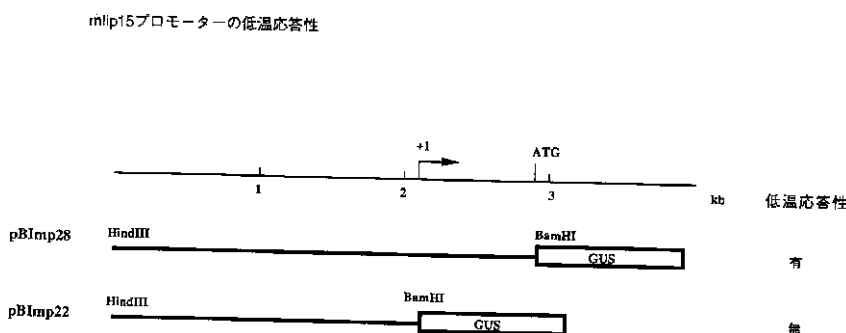 mlip15プロモーターの低温応答性
+1
ATG
1
2
3
kb
低温応答性
pBImp28
HindIII
BamHI
GUS
有
pBImp22
HindIII
BamHI
GUS
無